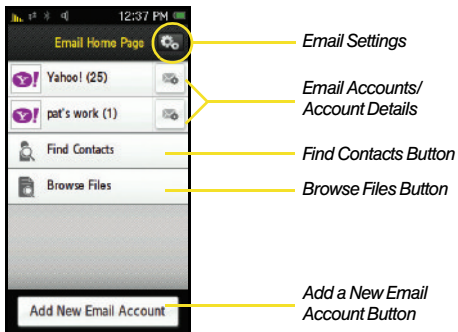 12:37 PM
Email Home Page
Yahoo! (25)
pat's work (1)
Find Contacts
Browse Files
Add New Email Account
Email Settings
Email Accounts/
Account Details
Find Contacts Button
Browse Files Button
Add a New Email
Account Button